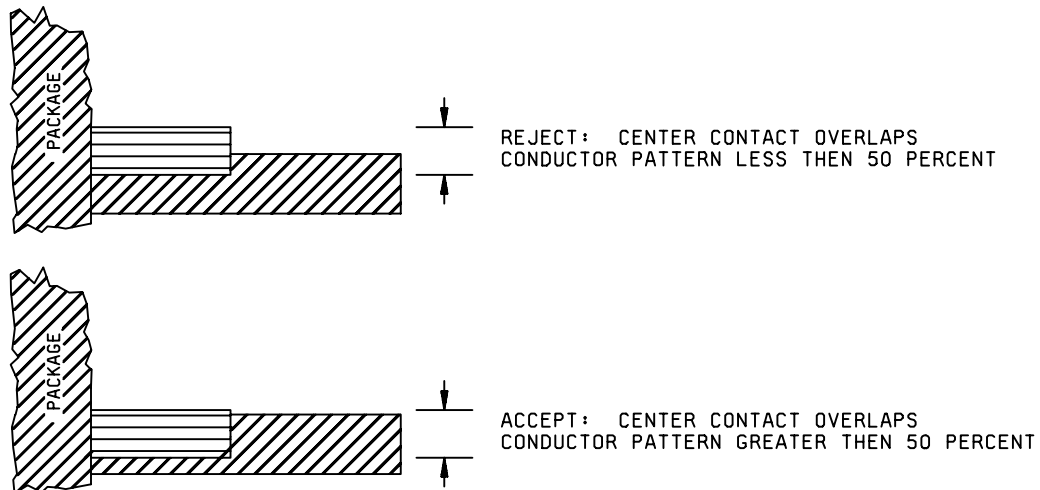 PACKAGE
REJECT: CENTER CONTACT OVERLAPS
CONDUCTOR PATTERN LESS THEN 50 PERCENT
PACKAGE
ACCEPT: CENTER CONTACT OVERLAPS
CONDUCTOR PATTERN GREATER THEN 50 PERCENT